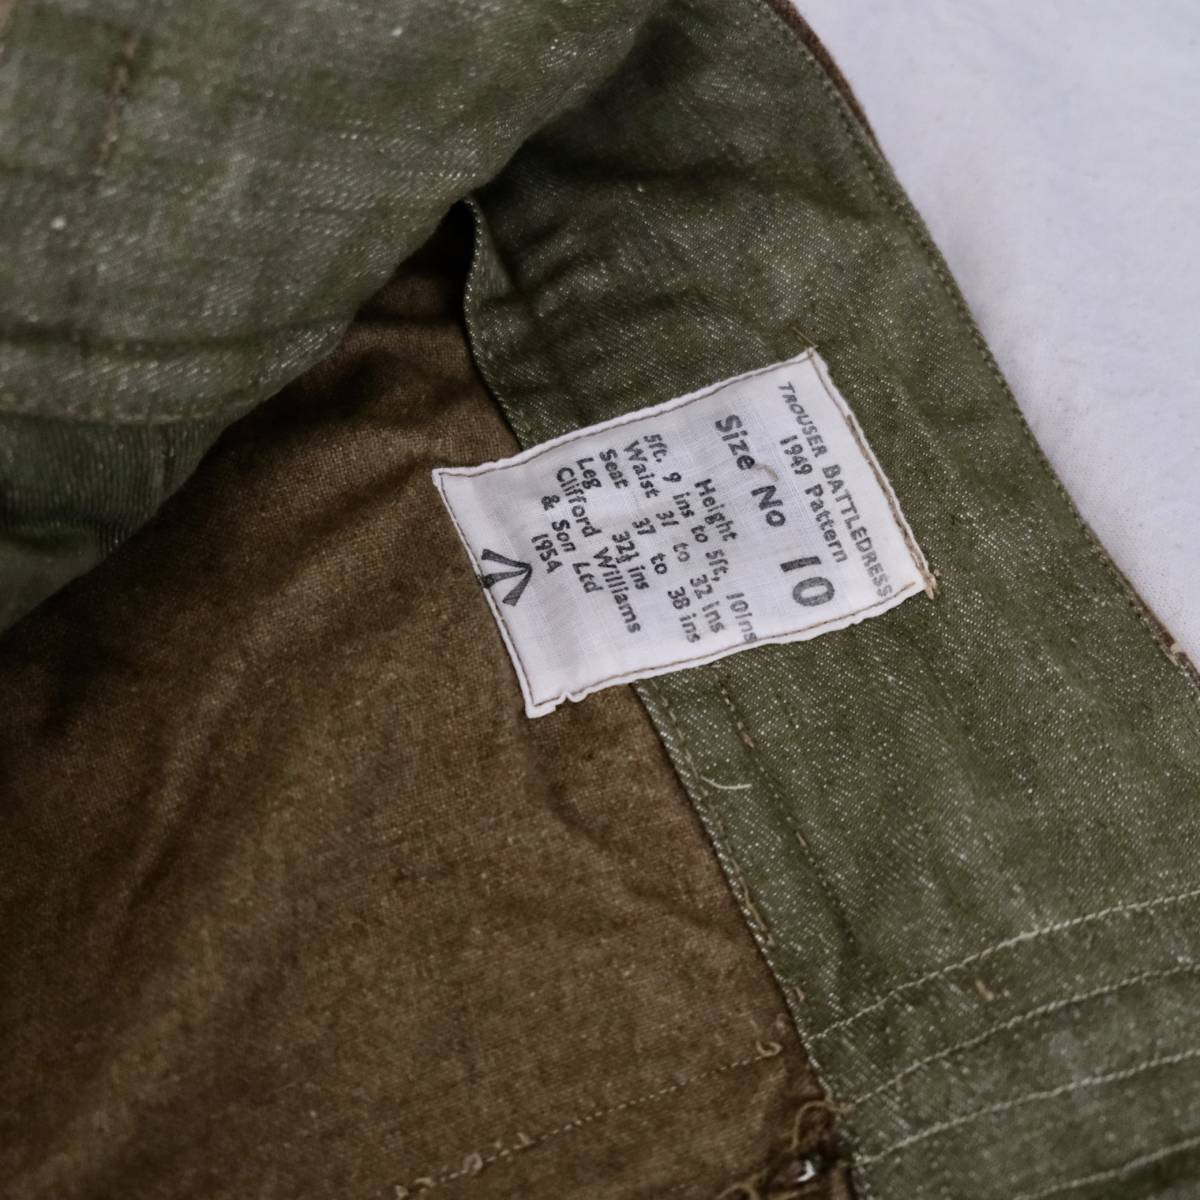 TROUSER BATTLEDRESS
1949 Pattern
Size No 10
Height
5ft. 9 ins to 5ft, 10ins
Waist 31 to 32 ins
Seat 37 to 38 ins
Leg 32½ ins
Clifford Williams
& Son Ltd
1954